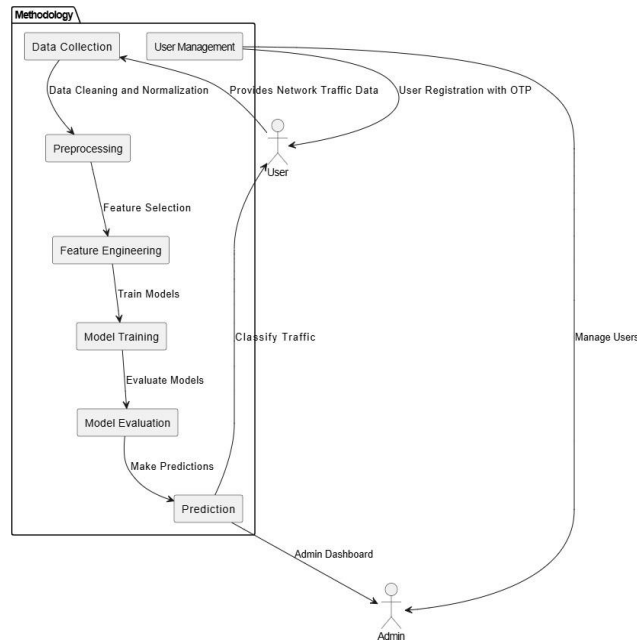 Methodology
Data Collection
User Management
Data Cleaning and Normalization
Provides Network Traffic Data
User Registration with OTP
Preprocessing
User
Feature Selection
Feature Engineering
Train Models
Model Training
Classify Traffic
Manage Users
Evaluate Models
Model Evaluation
Make Predictions
Prediction
Admin Dashboard
Admin